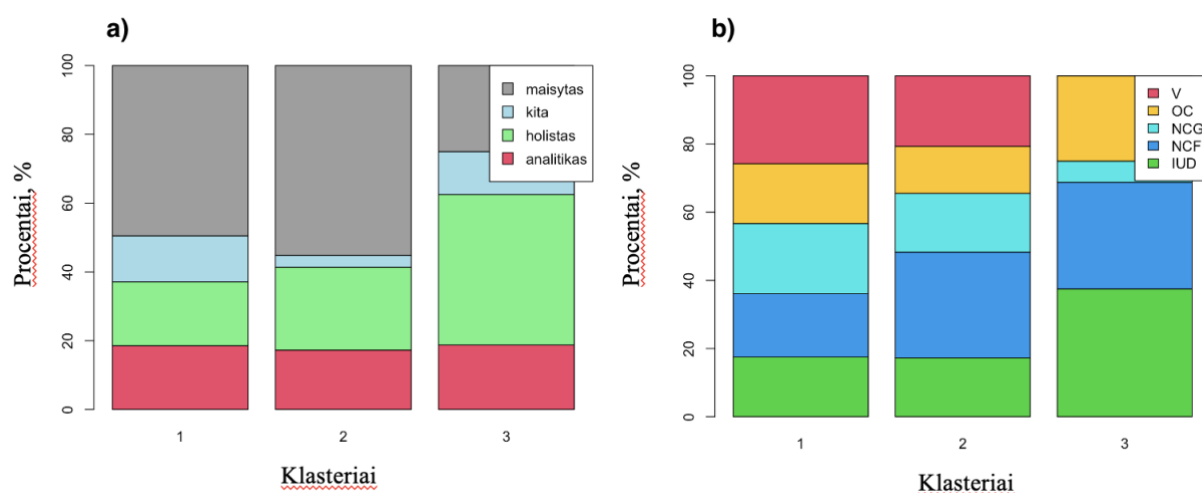 a)
Procentai, %
100
80
60
40
20
0
maisytas
kita
holistas
analitikas
1
2
3
Klasteriai
b)
Procentai, %
100
80
60
40
20
0
V
OC
NCG
NCF
IUD
1
2
3
Klasteriai